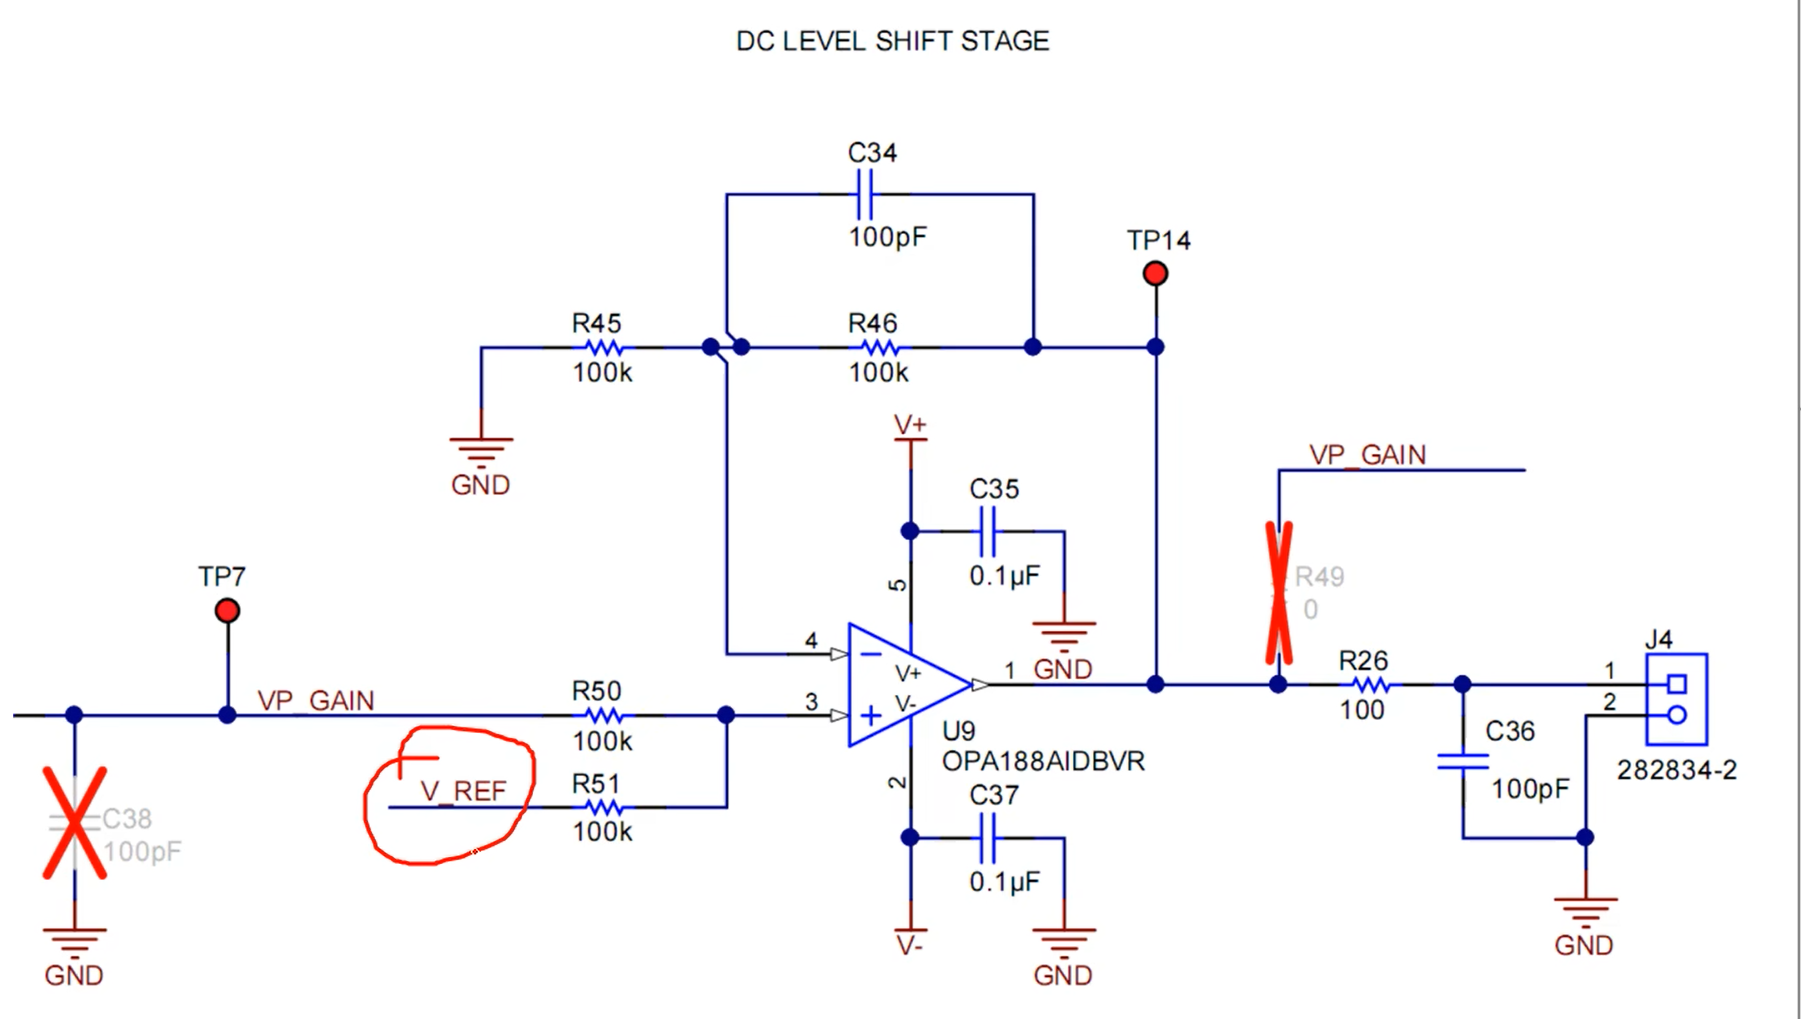 DC LEVEL SHIFT STAGE
C34
100pF
TP14
R45
100k
R46
100k
GND
V+
C35
0.1µF
GND
5
VP_GAIN
R49
0
TP7
VP_GAIN
R50
100k
V_REF
R51
100k
4
3
V+
V-
1
2
U9
OPA188AIDBVR
C37
0.1µF
GND
V-
R26
100
C36
100pF
J4
1
2
282834-2
GND
C38
100pF
GND